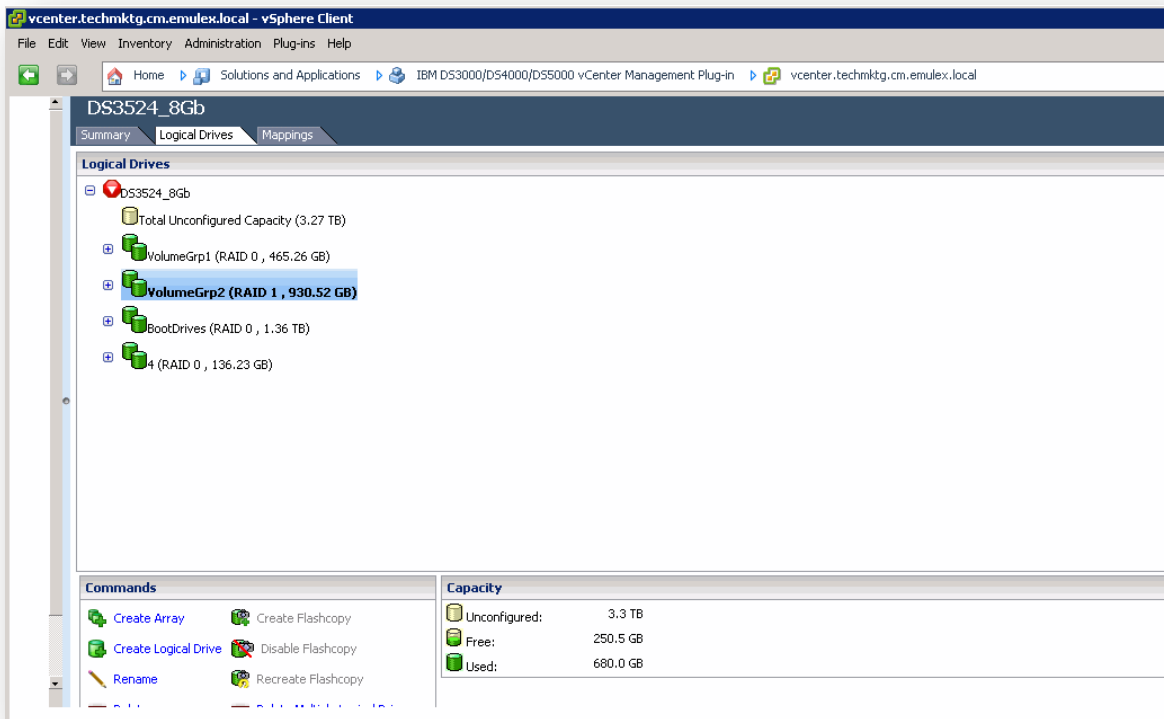 vcenter.techmktg.cm.emulex.local - vSphere Client
File Edit View Inventory Administration Plug-ins Help
Home Solutions and Applications IBM DS3000/DS4000/DS5000 vCenter Management Plug-in vcenter.techmktg.cm.emulex.local
DS3524_8Gb
Summary Logical Drives Mappings
Logical Drives
DS3524_8Gb
Total Unconfigured Capacity (3.27 TB)
VolumeGrp1 (RAID 0 , 465.26 GB)
VolumeGrp2 (RAID 1 , 930.52 GB)
BootDrives (RAID 0 , 1.36 TB)
4 (RAID 0 , 136.23 GB)
Commands
Create Array Create Flashcopy
Create Logical Drive Disable Flashcopy
Rename Recreate Flashcopy
Capacity
Unconfigured: 3.3 TB
Free: 250.5 GB
Used: 680.0 GB